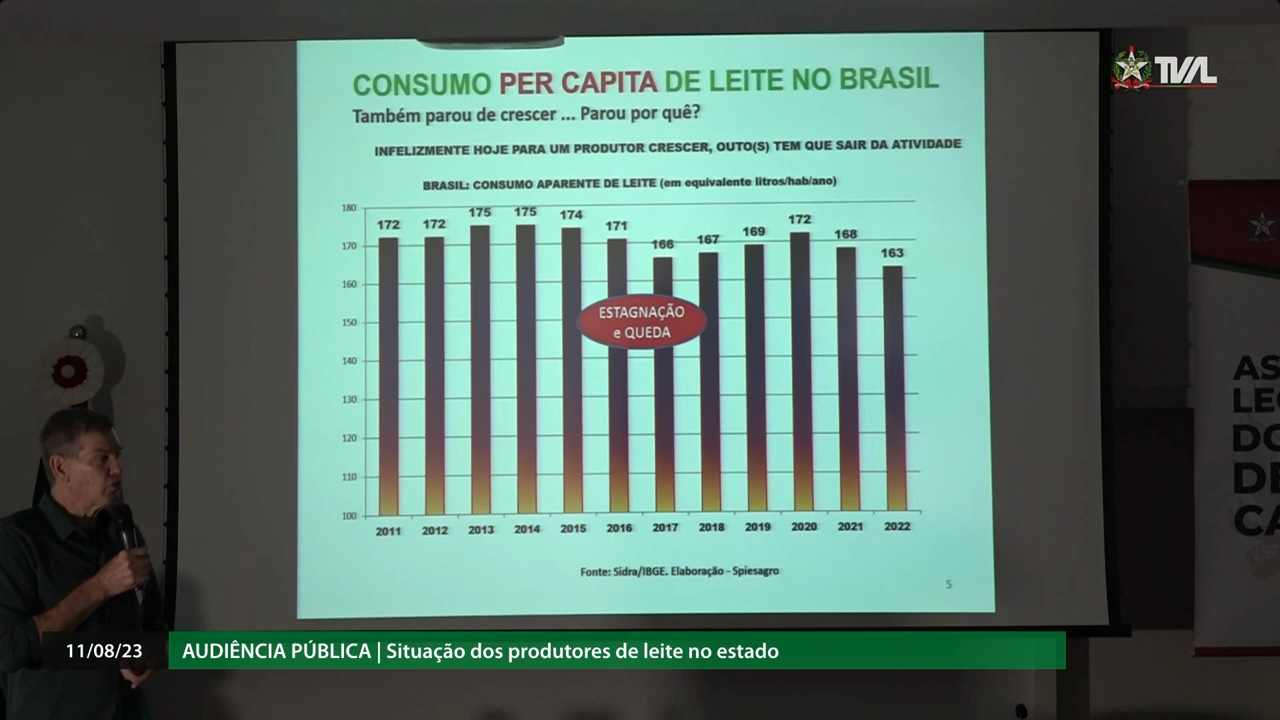 CONSUMO PER CAPITA DE LEITE NO BRASIL
Também parou de crescer ... Parou por quê?
INFELIZMENTE HOJE PARA UM PRODUTOR CRESCER, OUTO(S) TEM QUE SAIR DA ATIVIDADE
BRASIL: CONSUMO APARENTE DE LEITE (em equivalente litros/hab/ano)
180
170
160
150
140
130
120
110
100
172 172 175 175 174 171 166 167 169 172 168 163
ESTAGNAÇÃO
e QUEDA
2011 2012 2013 2014 2015 2016 2017 2018 2019 2020 2021 2022
Fonte: Sidra/IBGE. Elaboração - Spiesagro
5
TVAL
AS
LEG
DO
DE
CA
11/08/23
AUDIÊNCIA PÚBLICA | Situação dos produtores de leite no estado